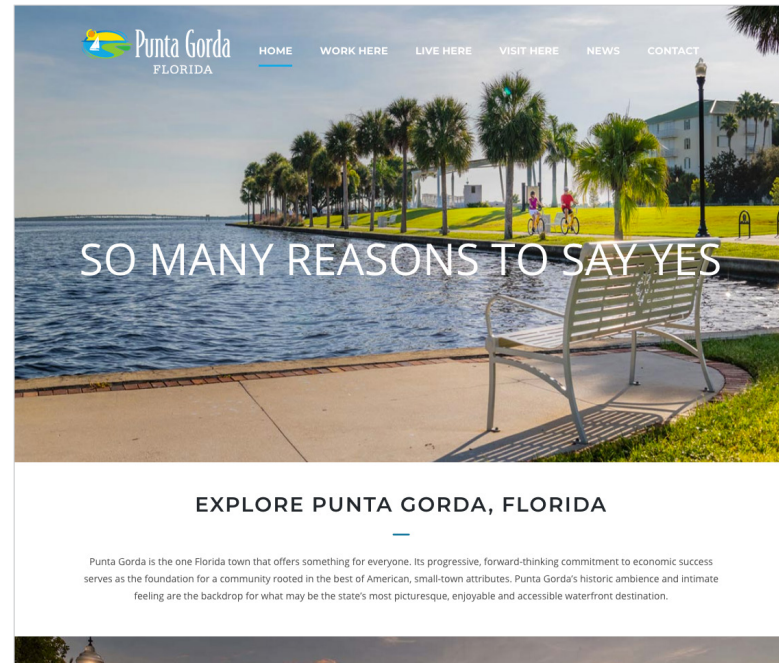 Punta Gorda
FLORIDA
HOME WORK HERE LIVE HERE VISIT HERE NEWS CONTACT
SO MANY REASONS TO SAY YES
EXPLORE PUNTA GORDA, FLORIDA
Punta Gorda is the one Florida town that offers something for everyone. Its progressive, forward-thinking commitment to economic success
serves as the foundation for a community rooted in the best of American, small-town attributes. Punta Gorda's historic ambience and intimate
feeling are the backdrop for what may be the state's most picturesque, enjoyable and accessible waterfront destination.